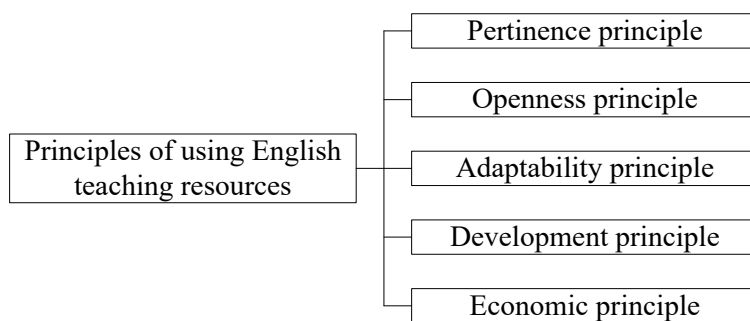 Pertinence principle
Openness principle
Principles of using English
teaching resources
Adaptability principle
Development principle
Economic principle